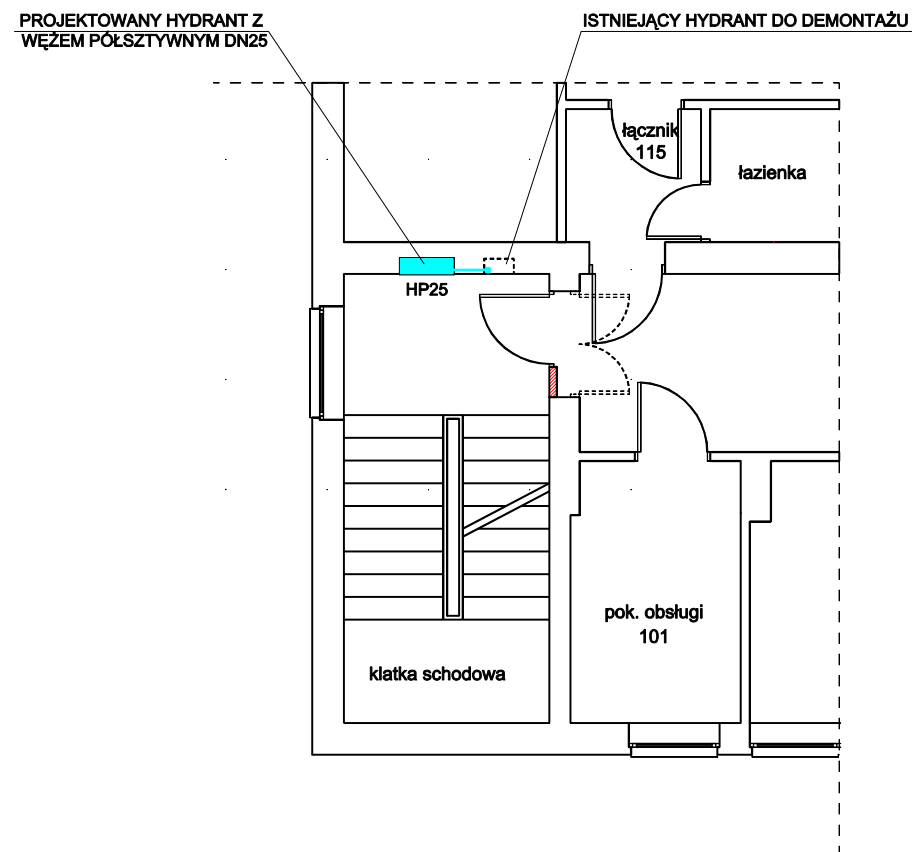 PROJEKTOWANY HYDRANT Z
WĘŻEM PÓŁSZTYWNYM DN25
ISTNIEJĄCY HYDRANT DO DEMONTAŻU
łącznik
115
łazienka
HP25
pok. obsługi
101
klatka schodowa